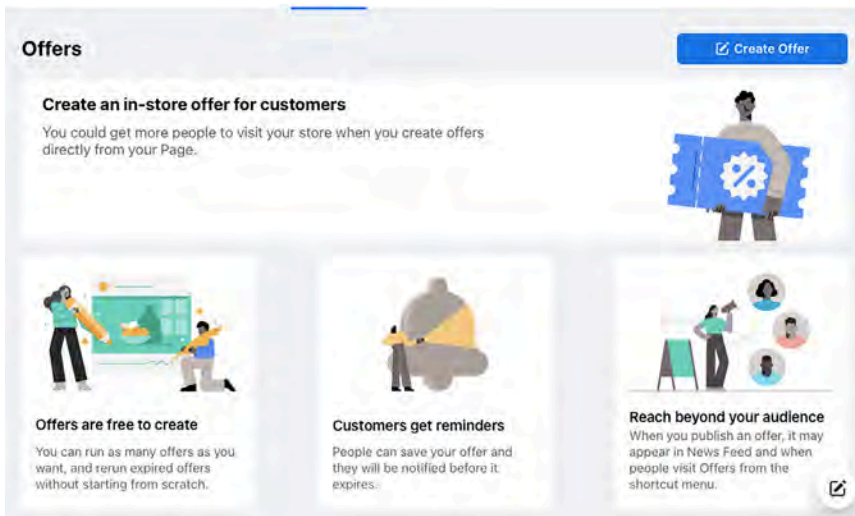 Offers
Create Offer
Create an in-store offer for customers
You could get more people to visit your store when you create offers
directly from your Page.
%
Offers are free to create
You can run as many offers as you
want, and rerun expired offers
without starting from scratch.
Customers get reminders
People can save your offer and
they will be notified before it
expires.
Reach beyond your audience
When you publish an offer, it may
appear in News Feed and when
people visit Offers from the
shortcut menu.